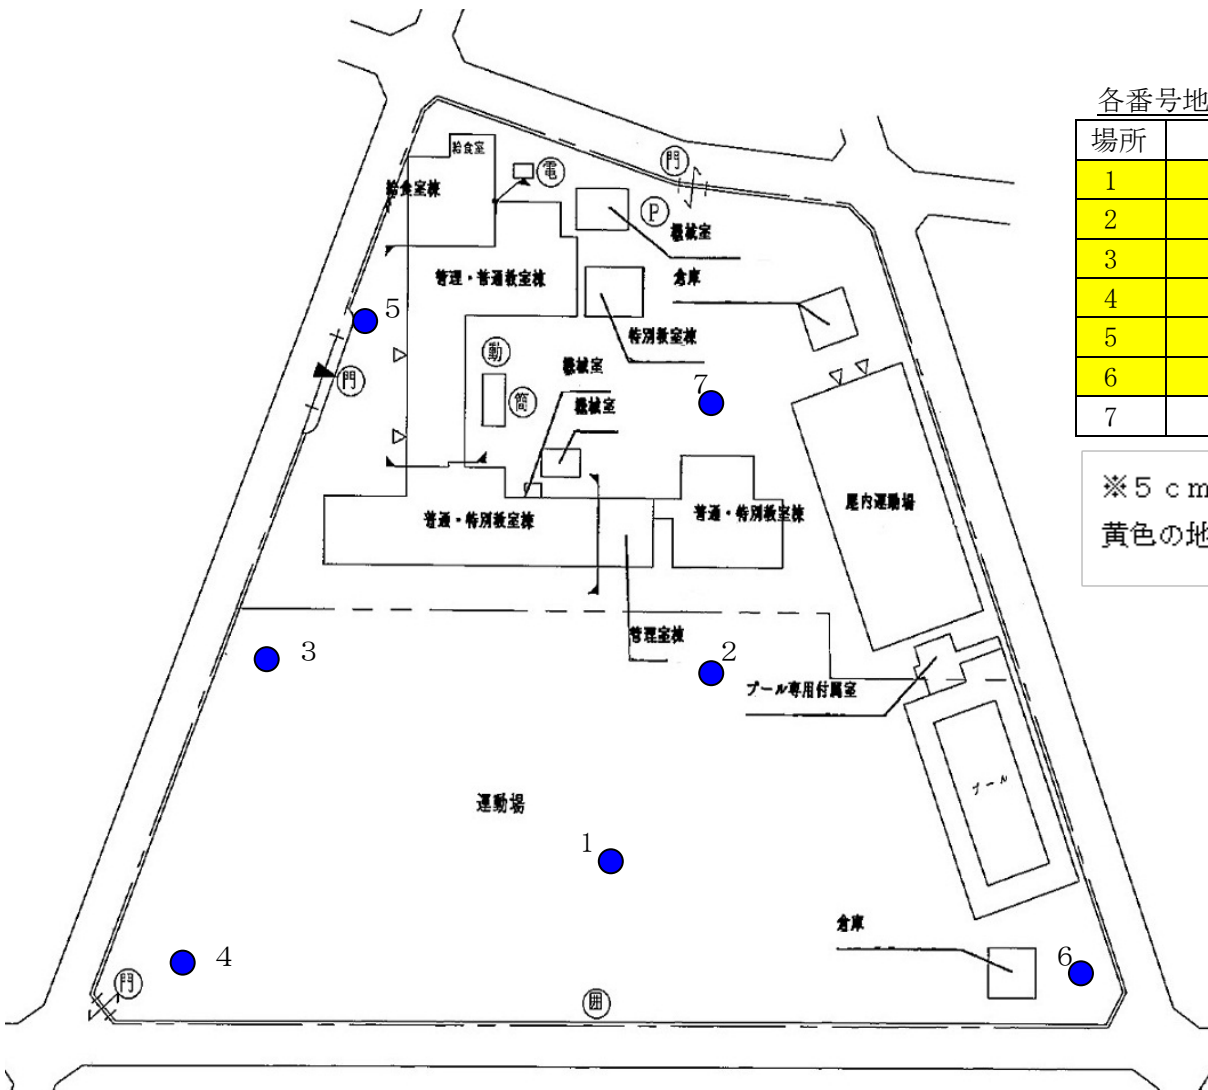 各番号地
場所
1
2
3
4
5
6
7
※５ｃｍ
黄色の地
給食室
給食室棟
電
門
P
機械室
管理・普通教室棟
倉庫
5
特別教室棟
勤
機械室
門
筒
機械室
7
普通・特別教室棟
普通・特別教室棟
屋内運動場
管理室棟
3
2
プール専用付属室
プール
運動場
1
倉庫
4
6
門
囲